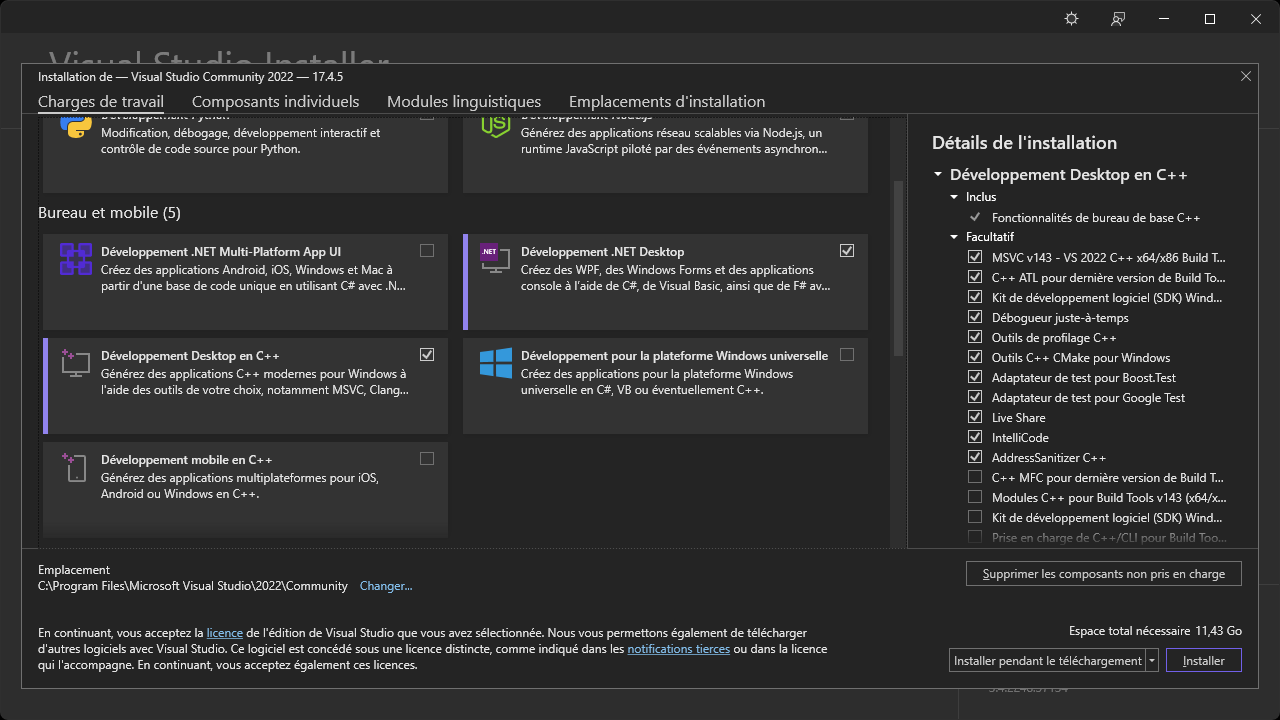 Visual Studio Installer
Installation de — Visual Studio Community 2022 — 17.4.5
Charges de travail
Composants individuels
Modules linguistiques
Emplacements d'installation
Développement Python
Modification, débogage, développement interactif et
contrôle de code source pour Python.
Développement Node.js
Générez des applications réseau scalables via Node.js, un
runtime JavaScript piloté par des événements asynchron...
Bureau et mobile (5)
Développement .NET Multi-Platform App UI
Créez des applications Android, iOS, Windows et Mac à
partir d'une base de code unique en utilisant C# avec .N...
.NET
Développement .NET Desktop
Créez des WPF, des Windows Forms et des applications
console à l'aide de C#, de Visual Basic, ainsi que de F# av...
Développement Desktop en C++
Générez des applications C++ modernes pour Windows à
l'aide des outils de votre choix, notamment MSVC, Clang...
Développement pour la plateforme Windows universelle
Créez des applications pour la plateforme Windows
universelle en C#, VB ou éventuellement C++.
Développement mobile en C++
Générez des applications multiplateformes pour iOS,
Android ou Windows en C++.
Détails de l'installation
Développement Desktop en C++
Inclus
Fonctionnalités de bureau de base C++
Facultatif
MSVC v143 - VS 2022 C++ x64/x86 Build T...
C++ ATL pour dernière version de Build To...
Kit de développement logiciel (SDK) Wind...
Débogueur juste-à-temps
Outils de profilage C++
Outils C++ CMake pour Windows
Adaptateur de test pour Boost.Test
Adaptateur de test pour Google Test
Live Share
IntelliCode
AddressSanitizer C++
C++ MFC pour dernière version de Build T...
Modules C++ pour Build Tools v143 (x64/x...
Kit de développement logiciel (SDK) Wind...
Prise en charge de C++/CLI pour Build Too...
Emplacement
C:\Program Files\Microsoft Visual Studio\2022\Community Changer...
Supprimer les composants non pris en charge
En continuant, vous acceptez la licence de l'édition de Visual Studio que vous avez sélectionnée. Nous vous permettons également de télécharger
d'autres logiciels avec Visual Studio. Ce logiciel est concédé sous une licence distincte, comme indiqué dans les notifications tierces ou dans la licence
qui l'accompagne. En continuant, vous acceptez également ces licences.
Espace total nécessaire 11,43 Go
Installer pendant le téléchargement
Installer